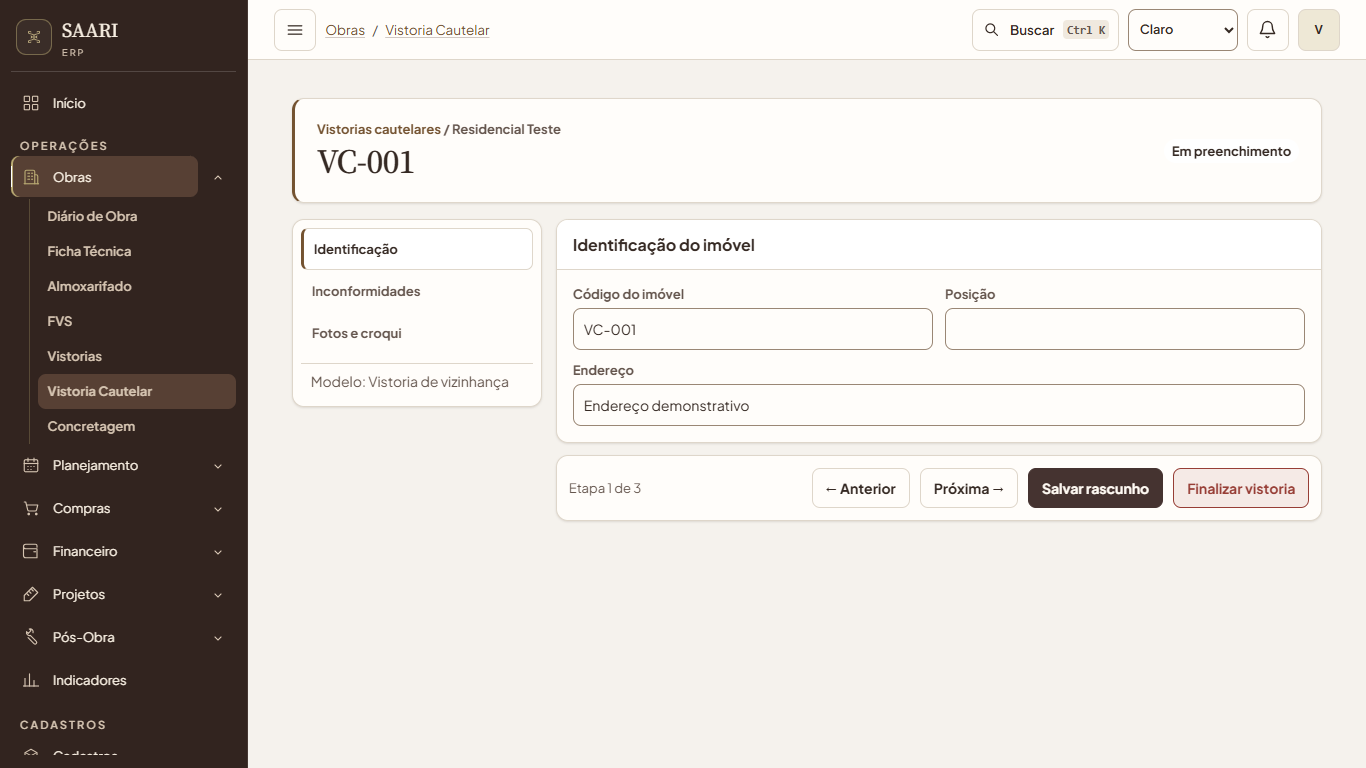 SAARI
ERP
Início
OPERAÇÕES
Obras
Diário de Obra
Ficha Técnica
Almoxarifado
FVS
Vistorias
Vistoria Cautelar
Concretagem
Planejamento
Compras
Financeiro
Projetos
Pós-Obra
Indicadores
CADASTROS
Cadastros
Obras / Vistoria Cautelar
Buscar Ctrl K
Claro
V
Vistorias cautelares / Residencial Teste
VC-001
Em preenchimento
Identificação
Inconformidades
Fotos e croqui
Modelo: Vistoria de vizinhança
Identificação do imóvel
Código do imóvel
VC-001
Posição
Endereço
Endereço demonstrativo
Etapa 1 de 3
← Anterior
Próxima →
Salvar rascunho
Finalizar vistoria